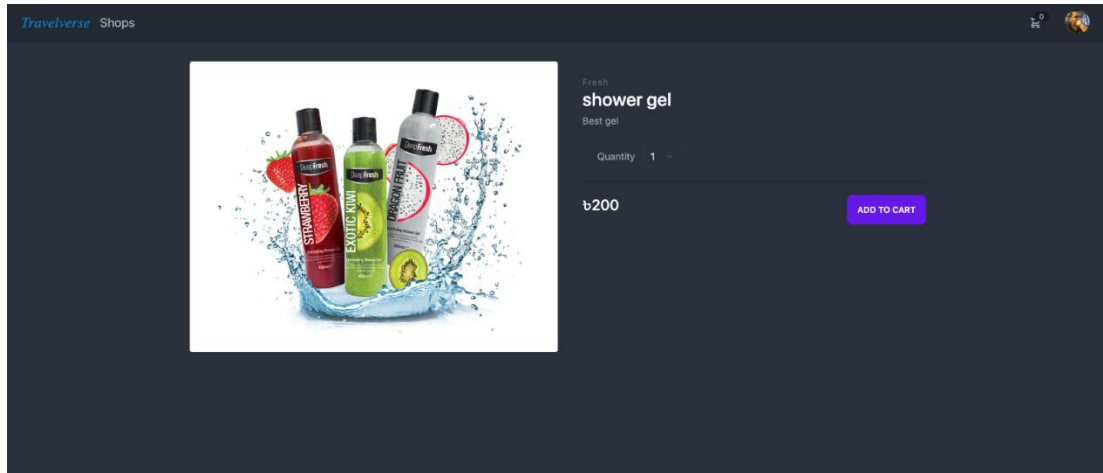 Travelverse Shops
0
Fresh
shower gel
Best gel
Quantity 1
৳200
ADD TO CART
DeepFresh
STRAWBERRY
DeepFresh
EXOTIC KIWI
DeepFresh
DRAGON FRUIT